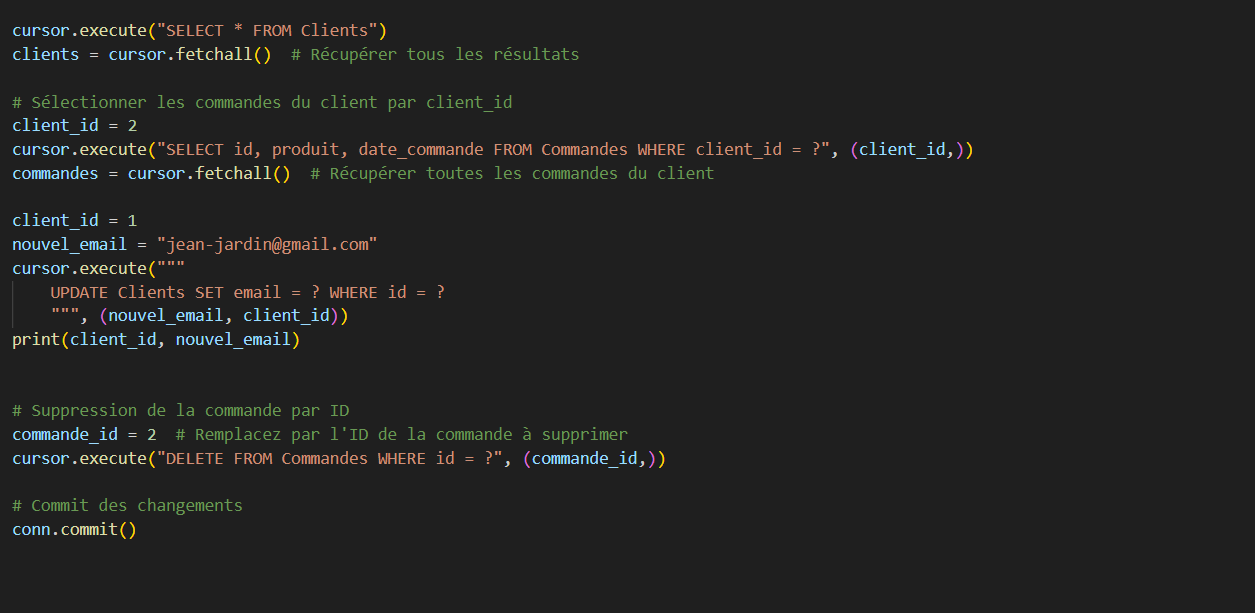 cursor.execute("SELECT * FROM Clients")
clients = cursor.fetchall()  # Récupérer tous les résultats
# Sélectionner les commandes du client par client_id
client_id = 2
cursor.execute("SELECT id, produit, date_commande FROM Commandes WHERE client_id = ?", (client_id,))
commandes = cursor.fetchall()  # Récupérer toutes les commandes du client
client_id = 1
nouvel_email = "jean-jardin@gmail.com"
cursor.execute("""
    UPDATE Clients SET email = ? WHERE id = ?
    """, (nouvel_email, client_id))
print(client_id, nouvel_email)
# Suppression de la commande par ID
commande_id = 2  # Remplacez par l'ID de la commande à supprimer
cursor.execute("DELETE FROM Commandes WHERE id = ?", (commande_id,))
# Commit des changements
conn.commit()